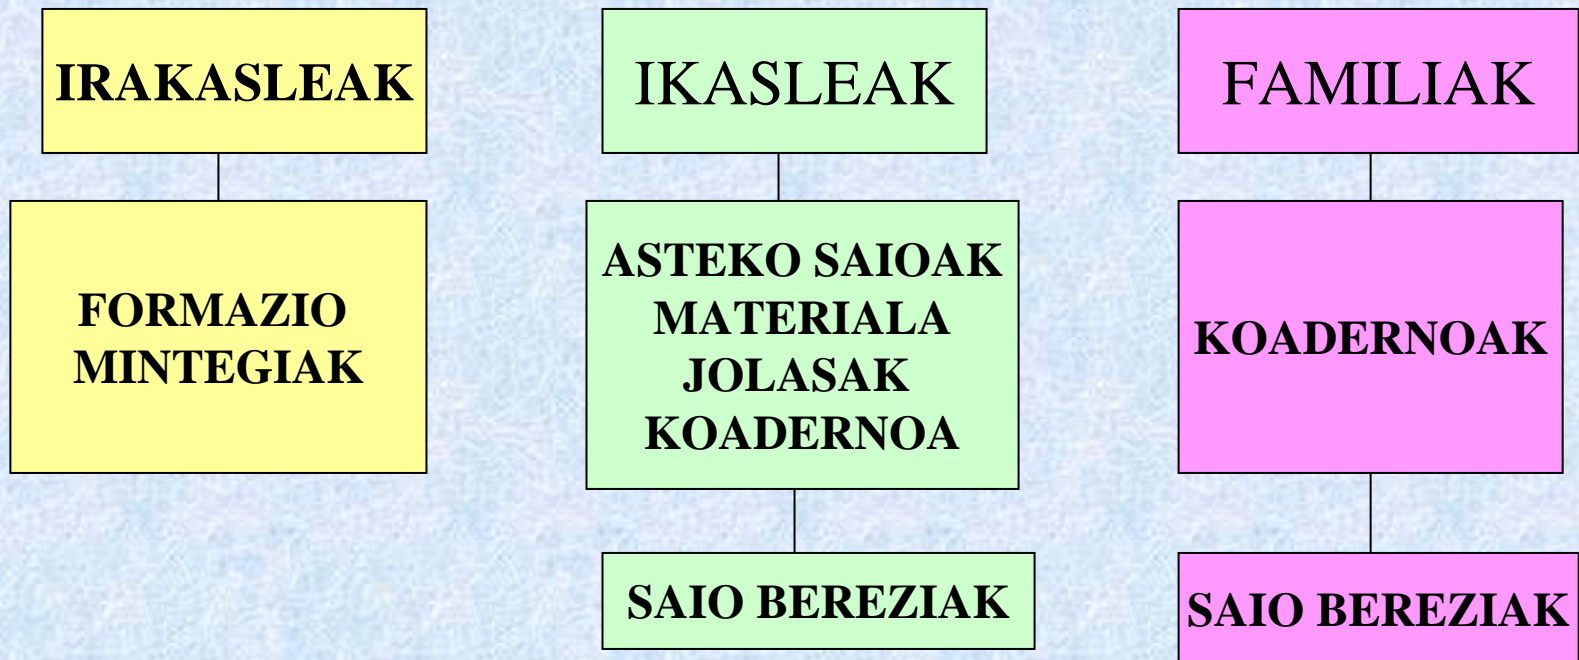 IRAKASLEAK
IKASLEAK
FAMILIAK
FORMAZIO
MINTEGIAK
ASTEKO SAIOAK
MATERIALA
JOLASAK
KOADERNOA
KOADERNOAK
SAIO BEREZIAK
SAIO BEREZIAK